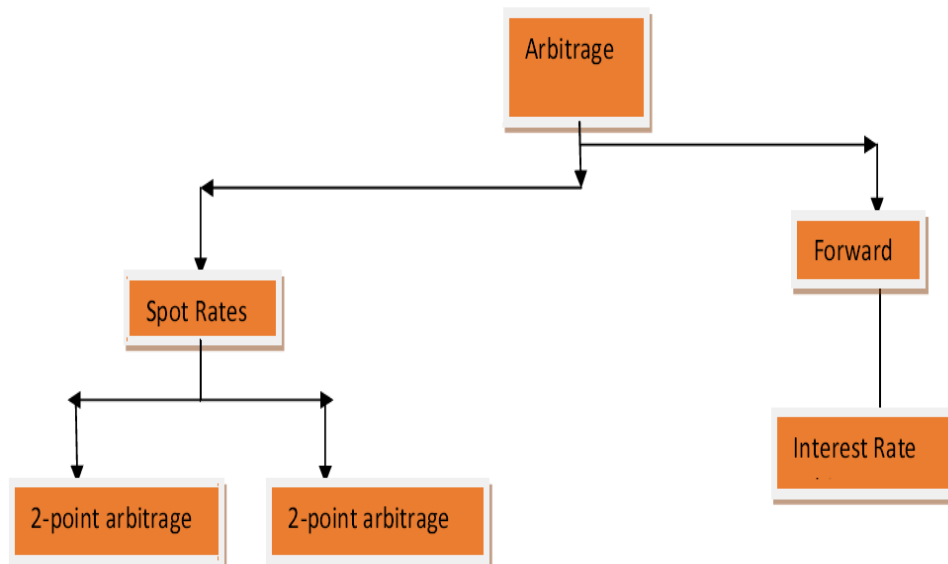 Arbitrage
Forward
Spot Rates
Interest Rate
2-point arbitrage
2-point arbitrage